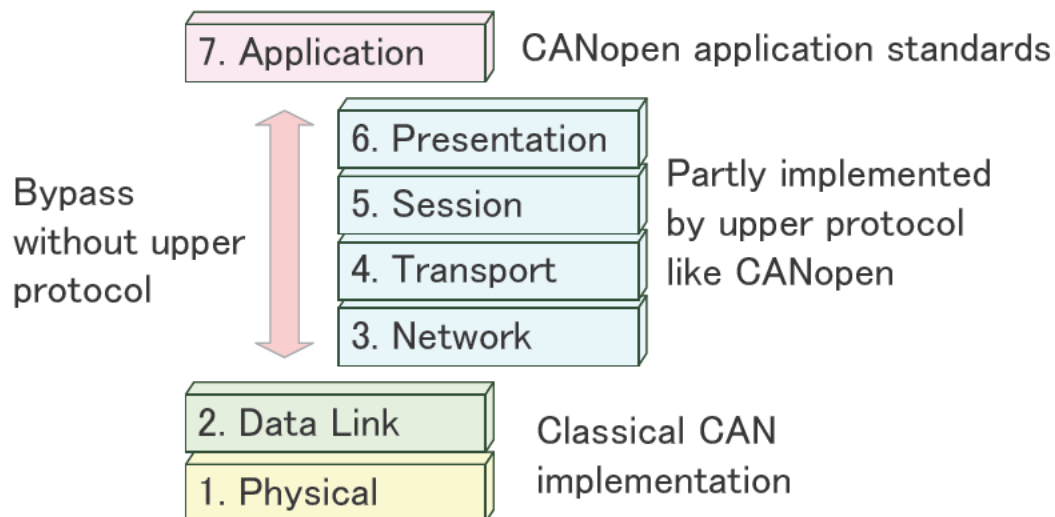 7. Application
CANopen application standards
6. Presentation
5. Session
4. Transport
3. Network
Bypass
without upper
protocol
Partly implemented
by upper protocol
like CANopen
2. Data Link
1. Physical
Classical CAN
implementation